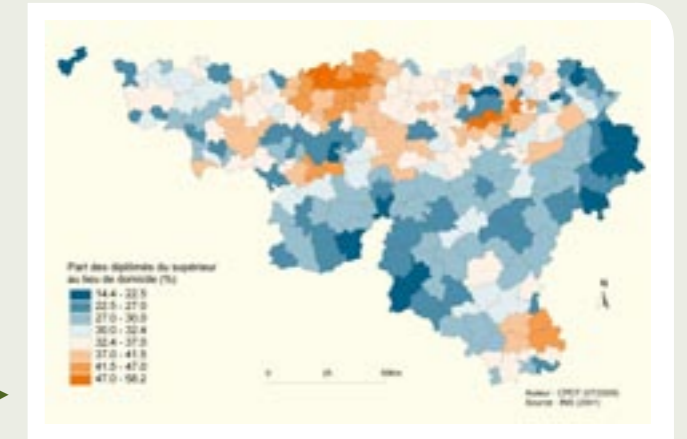 Part des diplômés du supérieur
au lieu de domicile (%)
14.4 - 22.5
22.5 - 27.0
27.0 - 30.0
30.0 - 32.4
32.4 - 37.0
37.0 - 41.5
41.5 - 47.0
47.0 - 58.2
N
0
Auteur : CPDT
Source : INS (2001)